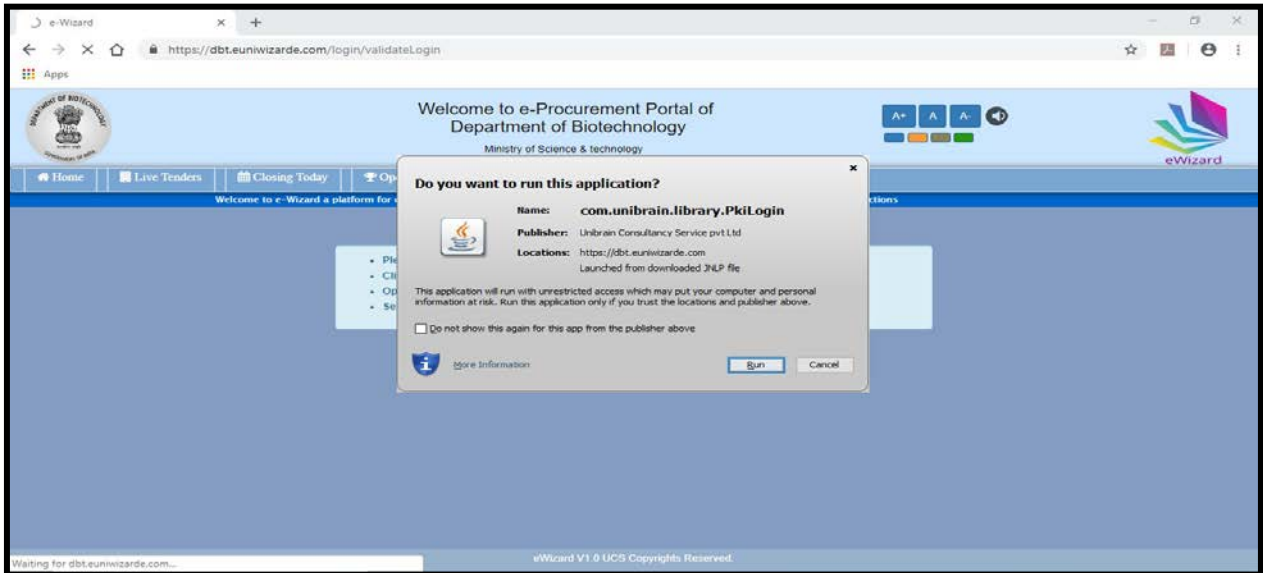 e-Wizard
https://dbt.euniwizarde.com/login/validateLogin
Apps
Welcome to e-Procurement Portal of
Department of Biotechnology
Ministry of Science & technology
A+ A A-
eWizard
Home Live Tenders Closing Today Op
Welcome to e-Wizard a platform for
ctions
Ple
Cli
Op
Se
Do you want to run this application?
Name: com.unibrain.library.PkiLogin
Publisher: Unibrain Consultancy Service pvt Ltd
Locations: https://dbt.euniwizarde.com
Launched from downloaded JNLP file
This application will run with unrestricted access which may put your computer and personal
information at risk. Run this application only if you trust the locations and publisher above.
Do not show this again for this app from the publisher above
More Information
Run Cancel
eWizard V1.0 UCS Copyrights Reserved.
Waiting for dbt.euniwizarde.com...